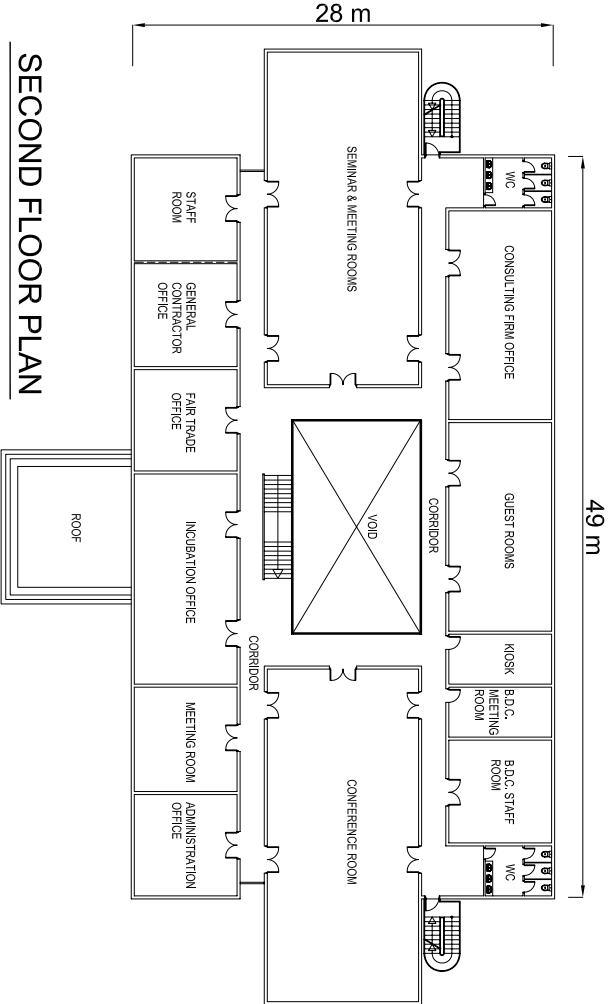 28 m
49 m
SECOND FLOOR PLAN
WC
CONSULTING FIRM OFFICE
GUEST ROOMS
KIOSK
B.D.C.
MEETING
ROOM
B.D.C. STAFF
ROOM
WC
CORRIDOR
SEMINAR & MEETING ROOMS
VOID
CONFERENCE ROOM
CORRIDOR
STAFF
ROOM
GENERAL
CONTRACTOR
OFFICE
FAIR TRADE
OFFICE
INCUBATION OFFICE
MEETING ROOM
ADMINISTRATION
OFFICE
ROOF